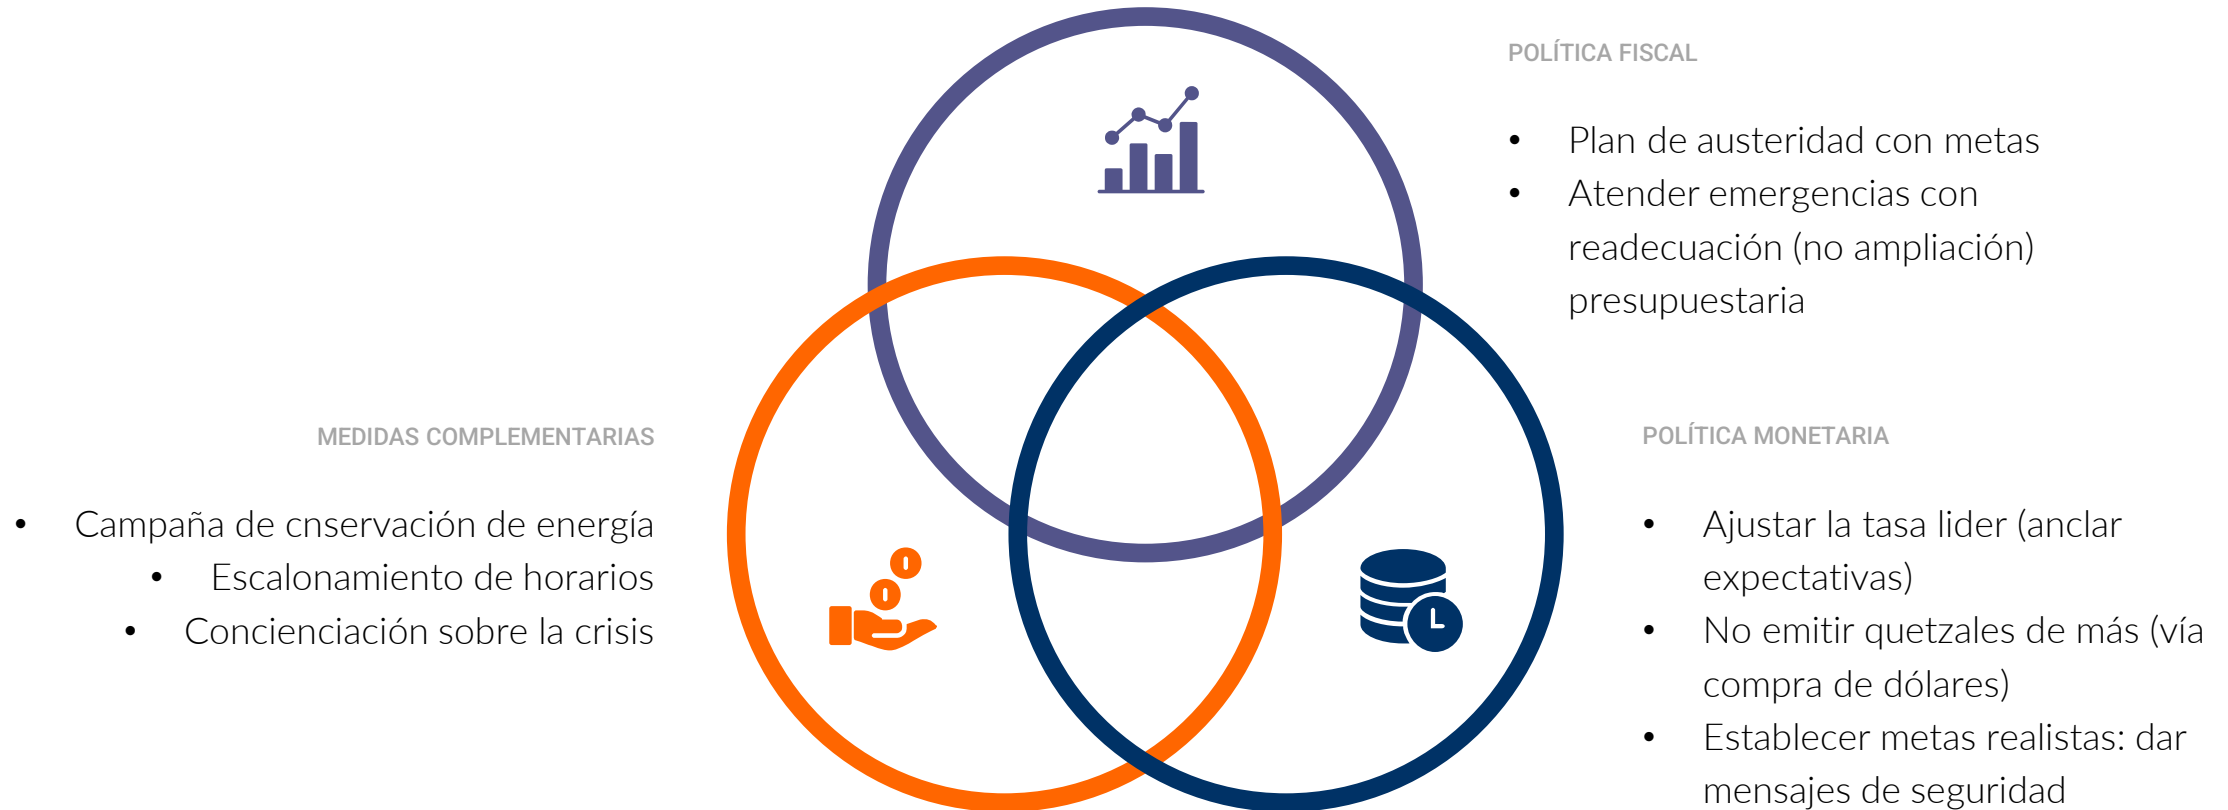 POLÍTICA FISCAL
• Plan de austeridad con metas
• Atender emergencias con
readecuación (no ampliación)
presupuestaria
MEDIDAS COMPLEMENTARIAS
• Campaña de cnservación de energía
• Escalonamiento de horarios
• Concienciación sobre la crisis
POLÍTICA MONETARIA
• Ajustar la tasa lider (anclar
expectativas)
• No emitir quetzales de más (vía
compra de dólares)
• Establecer metas realistas: dar
mensajes de seguridad